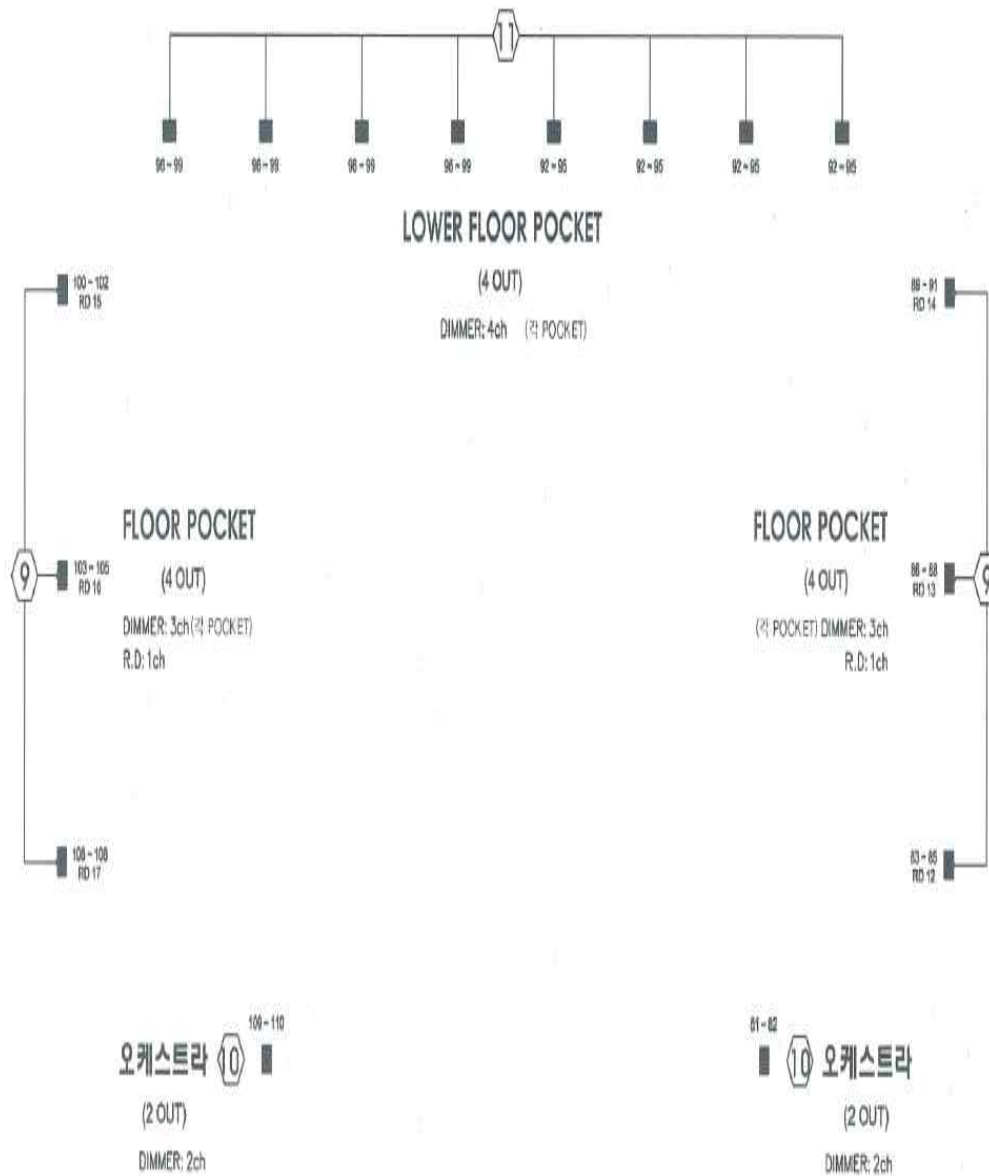 11
96~99 96~99 96~99 96~99 92~95 92~95 92~95 92~95
LOWER FLOOR POCKET
(4 OUT)
DIMMER: 4ch (각 POCKET)
100~102
RD 15
89~91
RD 14
FLOOR POCKET
(4 OUT)
DIMMER: 3ch(각 POCKET)
R.D: 1ch
9
103~105
RD 16
FLOOR POCKET
(4 OUT)
(각 POCKET) DIMMER: 3ch
R.D: 1ch
86~88
RD 13
9
106~108
RD 17
83~85
RD 12
109~110
오케스트라 10
(2 OUT)
DIMMER: 2ch
81~82
10 오케스트라
(2 OUT)
DIMMER: 2ch